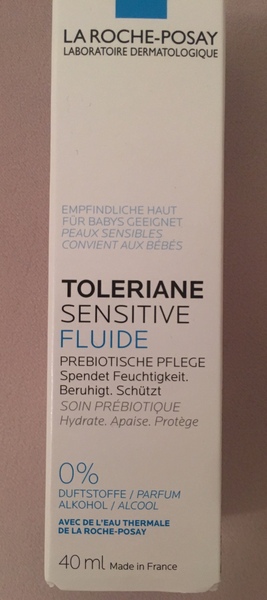 LA ROCHE-POSAY
LABORATOIRE DERMATOLOGIQUE
EMPFINDLICHE HAUT
FÜR BABYS GEEIGNET
PEAUX SENSIBLES
CONVIENT AUX BÉBÉS
TOLERIANE
SENSITIVE
FLUIDE
PREBIOTISCHE PFLEGE
Spendet Feuchtigkeit.
Beruhigt. Schützt
SOIN PRÉBIOTIQUE
Hydrate. Apaise. Protège
0%
DUFTSTOFFE / PARFUM
ALKOHOL / ALCOOL
AVEC DE L'EAU THERMALE
DE LA ROCHE-POSAY
40 ml Made in France